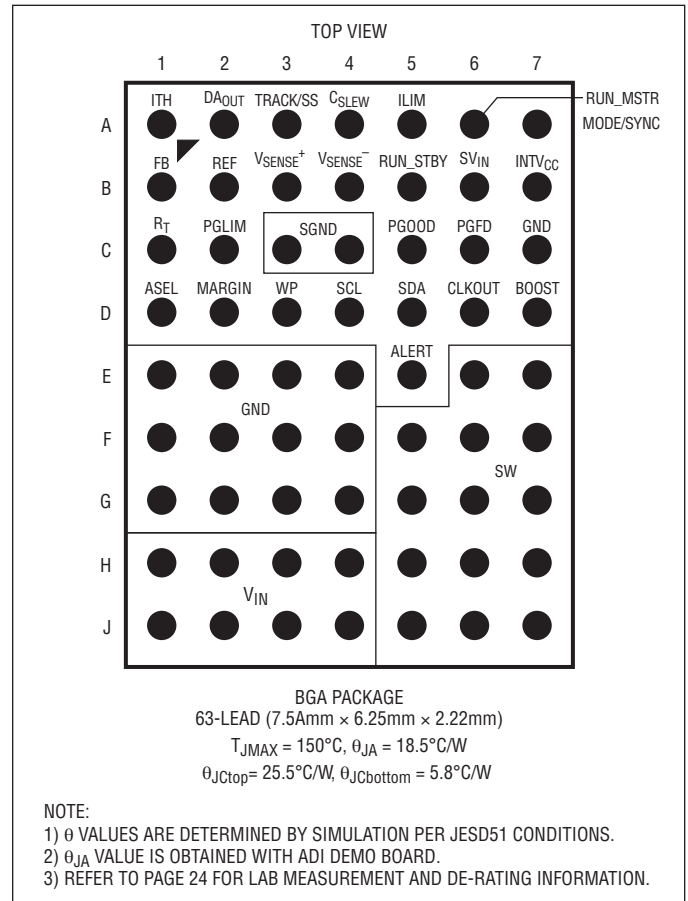 TOP VIEW
1 2 3 4 5 6 7
A ITH DAOUT TRACK/SS CSLEW ILIM RUN_MSTR
MODE/SYNC
B FB REF VSENSE+ VSENSE– RUN_STBY SVIN INTVCC
C RT PGLIM SGND PGOOD PGFD GND
D ASEL MARGIN WP SCL SDA CLKOUT BOOST
E ALERT
GND
F
SW
G
H
VIN
J
BGA PACKAGE
63-LEAD (7.5Amm × 6.25mm × 2.22mm)
TJMAX = 150°C, θJA = 18.5°C/W
θJCtop= 25.5°C/W, θJCbottom = 5.8°C/W
NOTE:
1) θ VALUES ARE DETERMINED BY SIMULATION PER JESD51 CONDITIONS.
2) θJA VALUE IS OBTAINED WITH ADI DEMO BOARD.
3) REFER TO PAGE 24 FOR LAB MEASUREMENT AND DE-RATING INFORMATION.